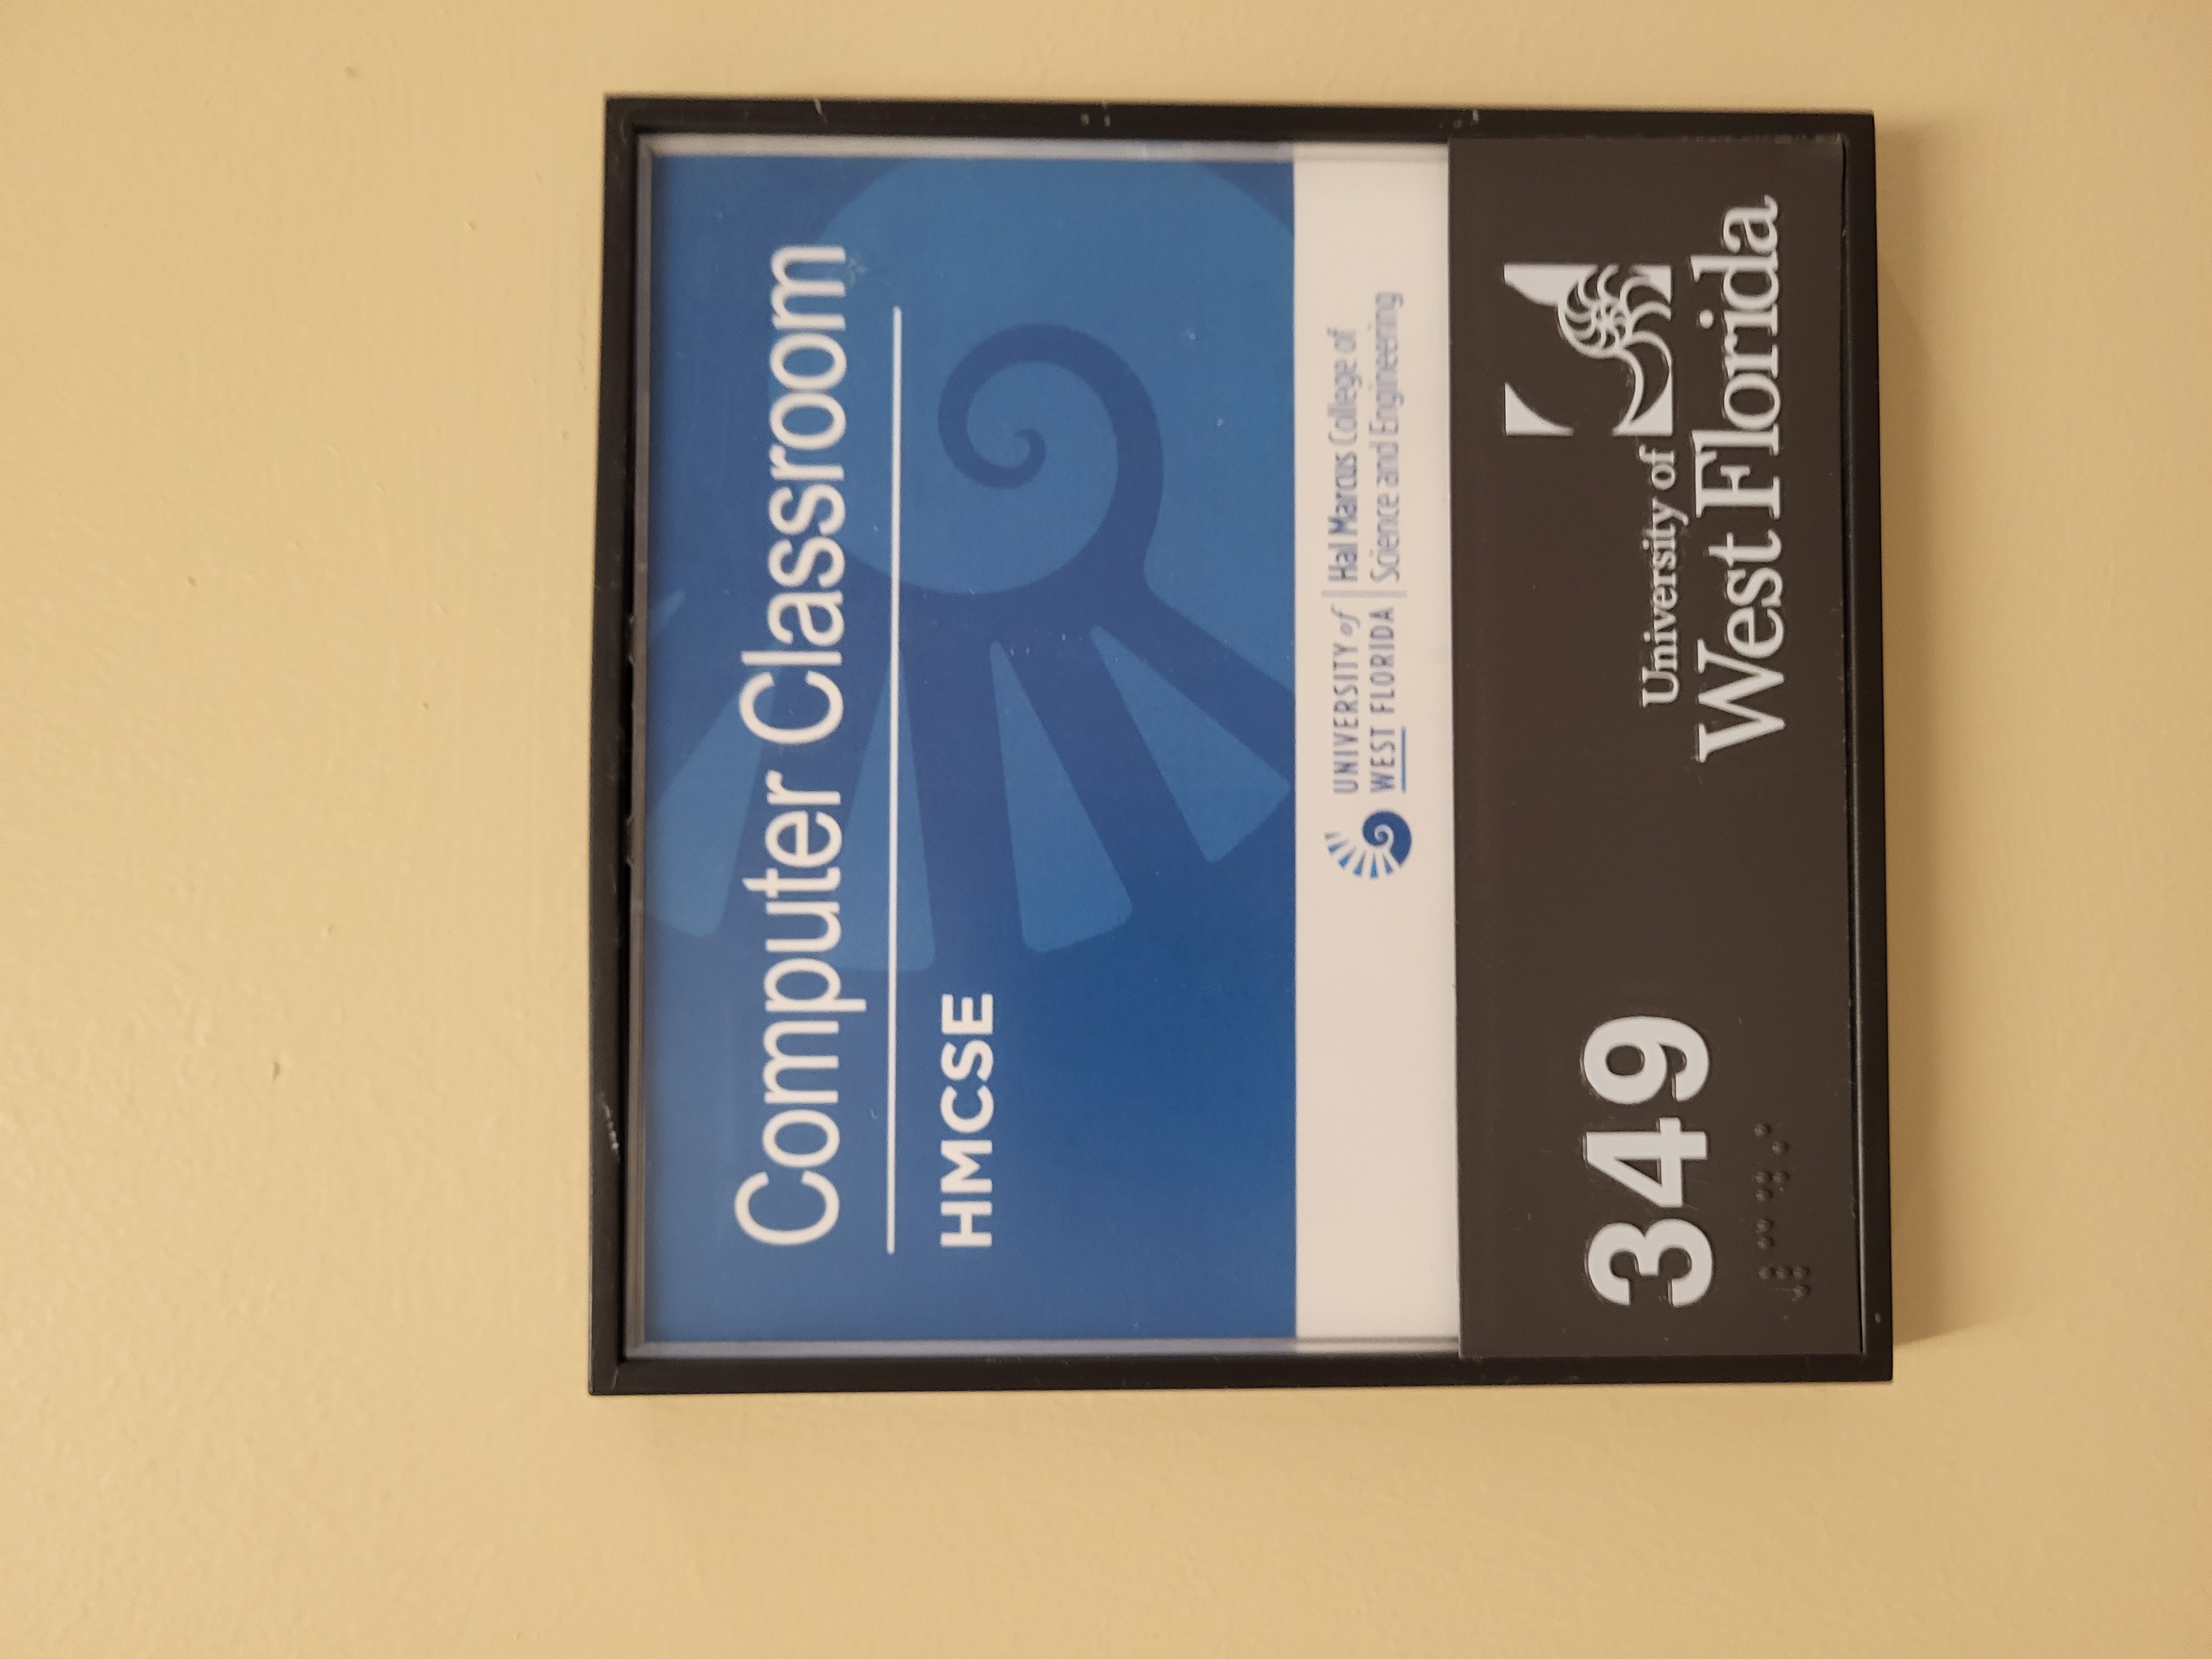 Computer Classroom
HMCSE
UNIVERSITY of
WEST FLORIDA
Hal Marcus College of
Science and Engineering
349
⠼⠉⠙⠊
University of
West Florida